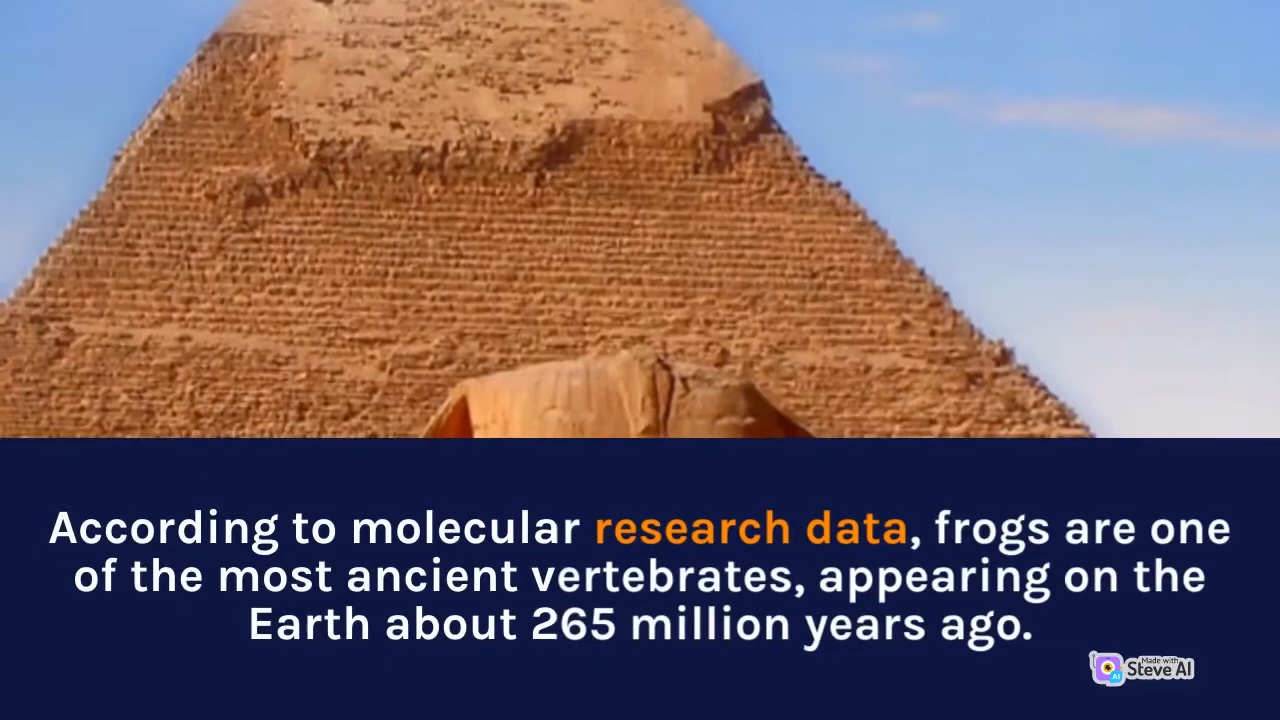 According to molecular research data, frogs are one
of the most ancient vertebrates, appearing on the
Earth about 265 million years ago.
Made with
Steve AI
AI